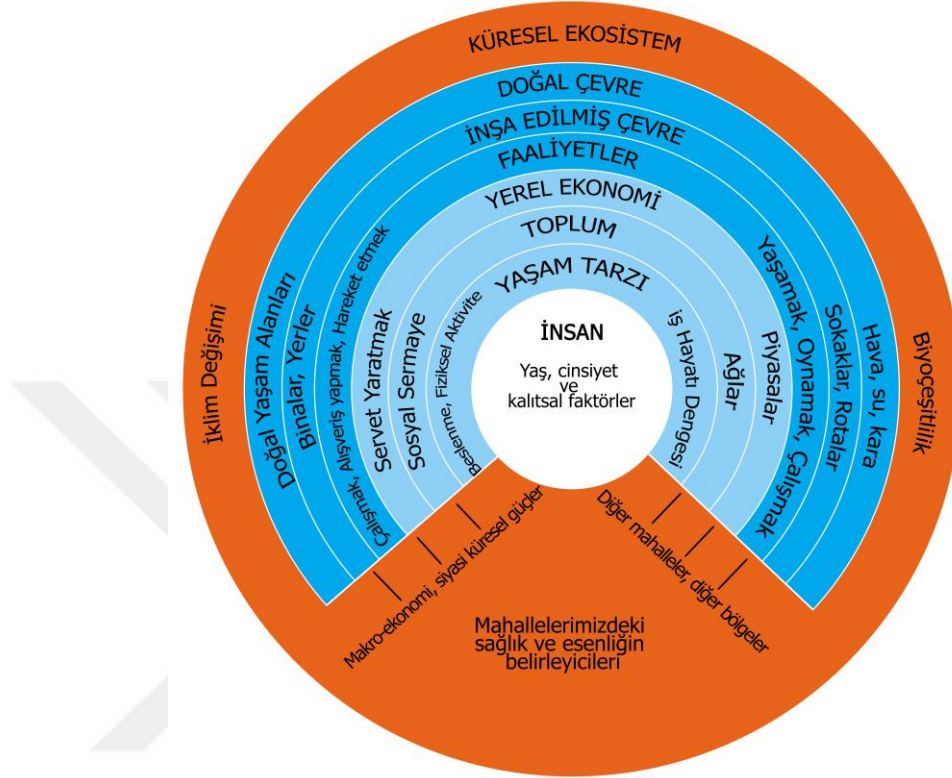 KÜRESEL EKOSİSTEM
DOĞAL ÇEVRE
İNŞA EDİLMİŞ ÇEVRE
FAALİYETLER
YEREL EKONOMİ
TOPLUM
YAŞAM TARZI
İNSAN
Yaş, cinsiyet
ve
kalıtsal faktörler
İklim Değişimi
Doğal Yaşam Alanları
Binalar, Yerler
Çalışmak, Alışveriş yapmak, Hareket etmek
Servet Yaratmak
Sosyal Sermaye
Beslenme, Fiziksel Aktivite
iş Hayatı Dengesi
Ağlar
Piyasalar
Yaşamak, Oynamak, Çalışmak
Sokaklar, Rotalar
Hava, su, kara
Biyoçeşitlilik
Makro-ekonomi, siyasi küresel güçler
Diğer mahalleler, diğer bölgeler
Mahallelerimizdeki
sağlık ve esenliğin
belirleyicileri